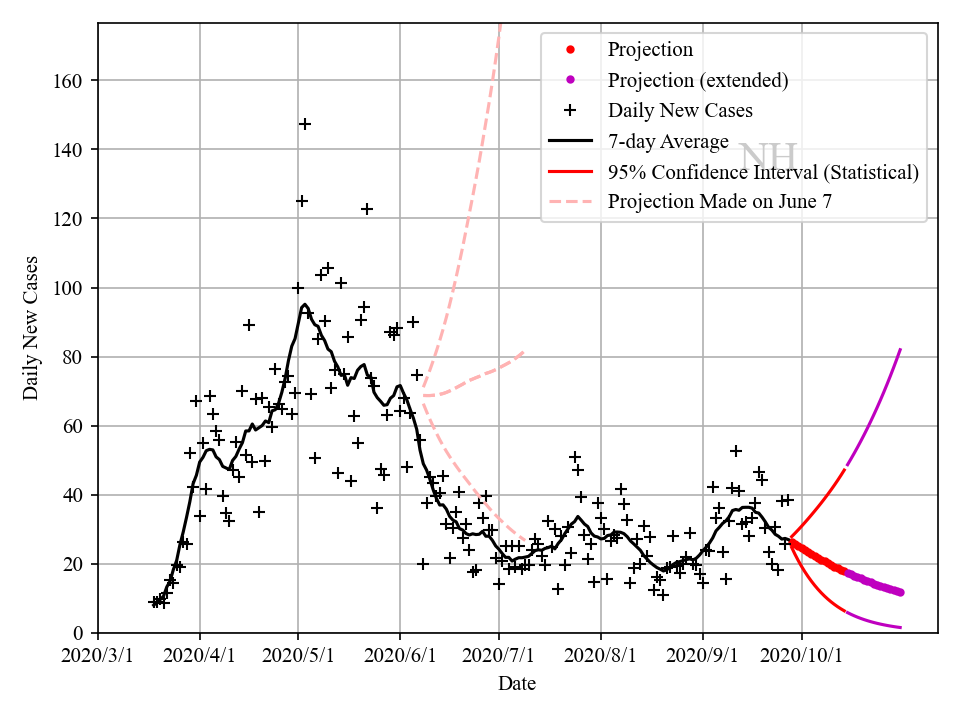 Daily New Cases
160
140
120
100
80
60
40
20
0
2020/3/1
2020/4/1
2020/5/1
2020/6/1
2020/7/1
2020/8/1
2020/9/1
2020/10/1
Date
Projection
Projection (extended)
Daily New Cases
7-day Average
95% Confidence Interval (Statistical)
Projection Made on June 7
NH